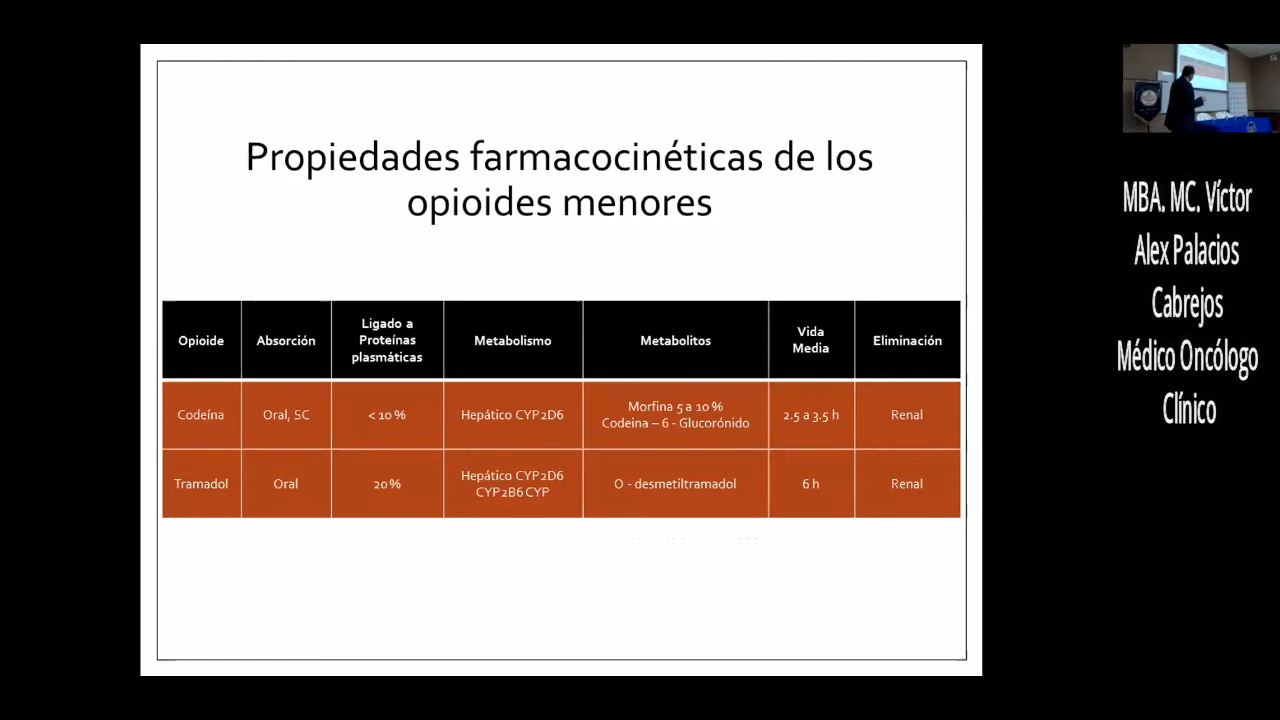 Propiedades farmacocinéticas de los
opioides menores
Opioide Absorción Ligado a Proteínas plasmáticas Metabolismo Metabolitos Vida Media Eliminación
Codeína Oral, SC < 10 % Hepático CYP2D6 Morfina 5 a 10 % Codeina – 6 - Glucorónido 2.5 a 3.5 h Renal
Tramadol Oral 20 % Hepático CYP2D6 CYP2B6 CYP O - desmetiltramadol 6 h Renal
MBA. MC. Víctor
Alex Palacios
Cabrejos
Médico Oncólogo
Clínico